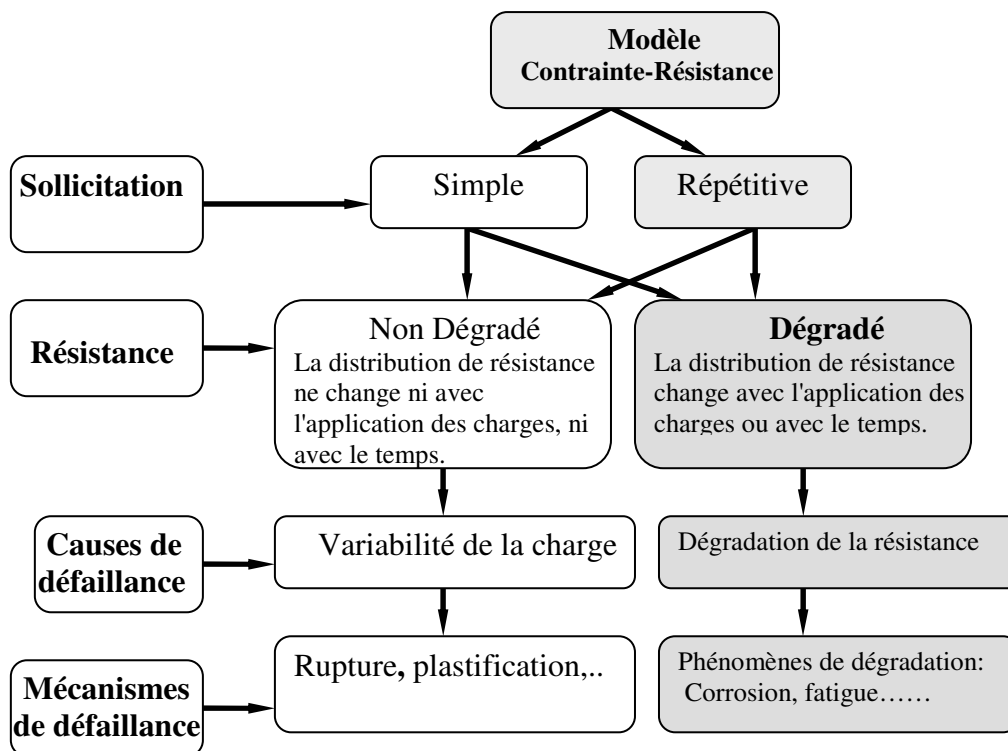 Modèle
Contrainte-Résistance
Sollicitation
Simple
Répétitive
Résistance
Non Dégradé
La distribution de résistance
ne change ni avec
l'application des charges, ni
avec le temps.
Dégradé
La distribution de résistance
change avec l'application des
charges ou avec le temps.
Causes de
défaillance
Variabilité de la charge
Dégradation de la résistance
Mécanismes
de défaillance
Rupture, plastification,..
Phénomènes de dégradation:
Corrosion, fatigue……